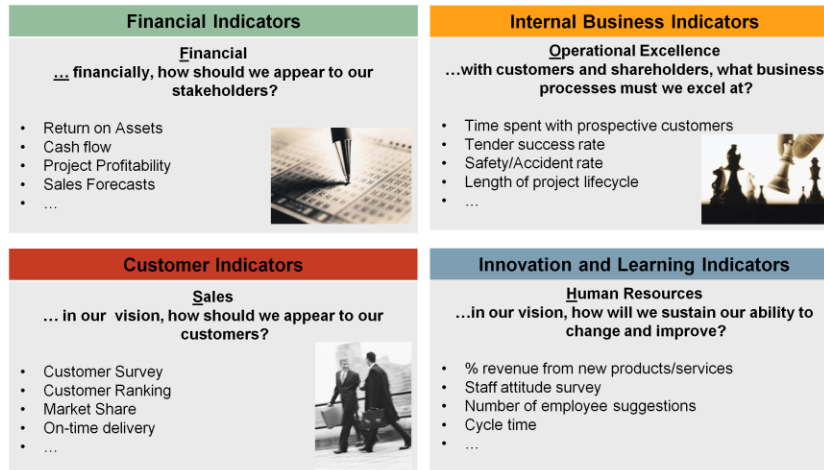 Financial Indicators
Financial
... financially, how should we appear to our
stakeholders?
• Return on Assets
• Cash flow
• Project Profitability
• Sales Forecasts
• ...
Internal Business Indicators
Operational Excellence
...with customers and shareholders, what business
processes must we excel at?
• Time spent with prospective customers
• Tender success rate
• Safety/Accident rate
• Length of project lifecycle
• ...
Customer Indicators
Sales
... in our vision, how should we appear to our
customers?
• Customer Survey
• Customer Ranking
• Market Share
• On-time delivery
• ...
Innovation and Learning Indicators
Human Resources
...in our vision, how will we sustain our ability to
change and improve?
• % revenue from new products/services
• Staff attitude survey
• Number of employee suggestions
• Cycle time
• ...